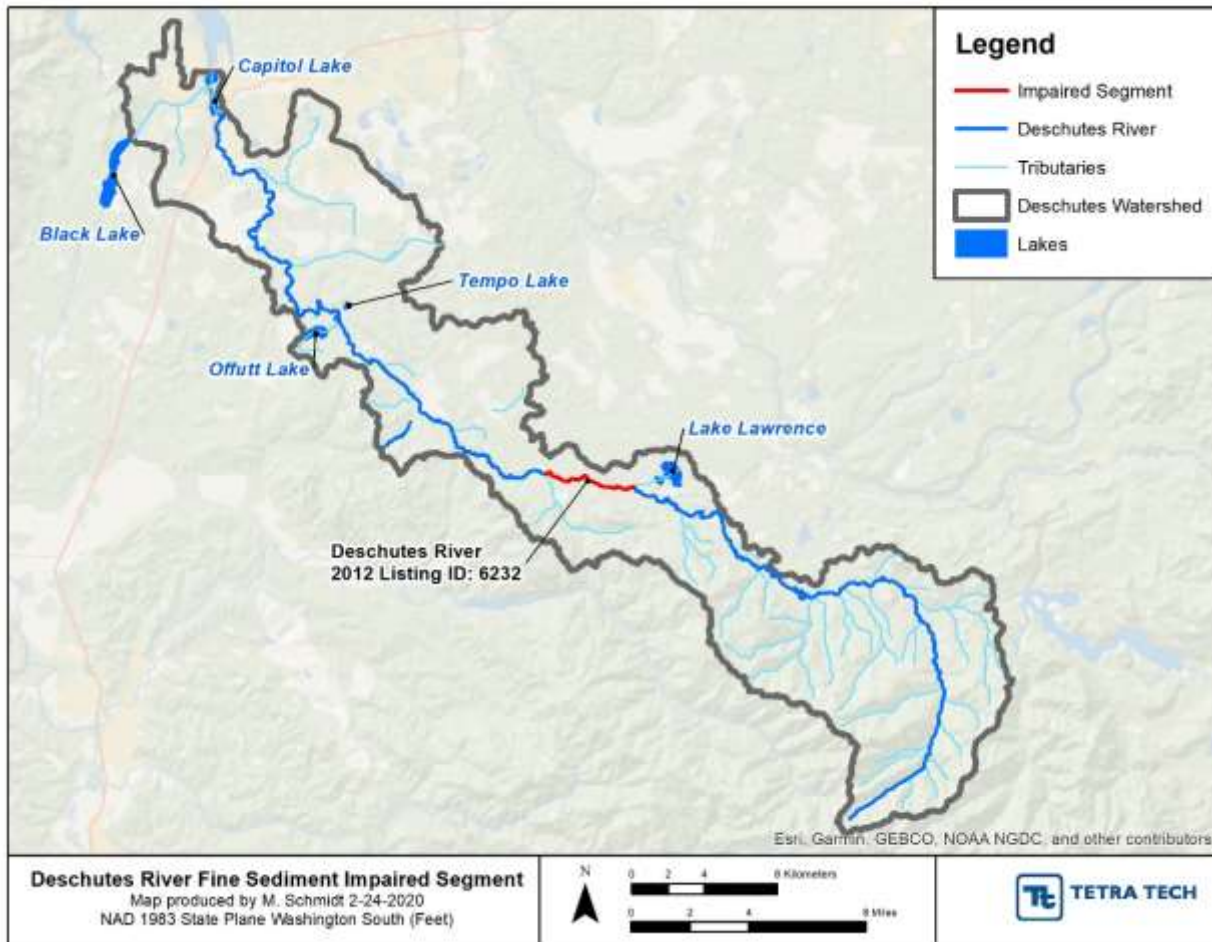 Capitol Lake
Black Lake
Tempo Lake
Offutt Lake
Lake Lawrence
Deschutes River
2012 Listing ID: 6232
Legend
Impaired Segment
Deschutes River
Tributaries
Deschutes Watershed
Lakes
Esri, Garmin, GEBCO, NOAA NGDC, and other contributors
Deschutes River Fine Sediment Impaired Segment
Map produced by M. Schmidt 2-24-2020
NAD 1983 State Plane Washington South (Feet)
N
0 2 4 8 Kilometers
0 2 4 8 Miles
Tt TETRA TECH